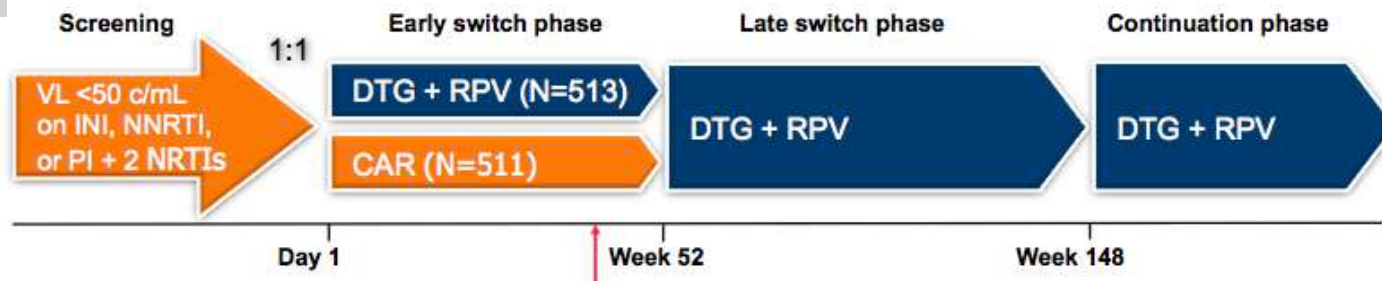 Screening
Early switch phase
Late switch phase
Continuation phase
1:1
VL <50 c/mL
on INI, NNRTI,
or PI + 2 NRTIs
DTG + RPV (N=513)
CAR (N=511)
DTG + RPV
DTG + RPV
Day 1
Week 52
Week 148